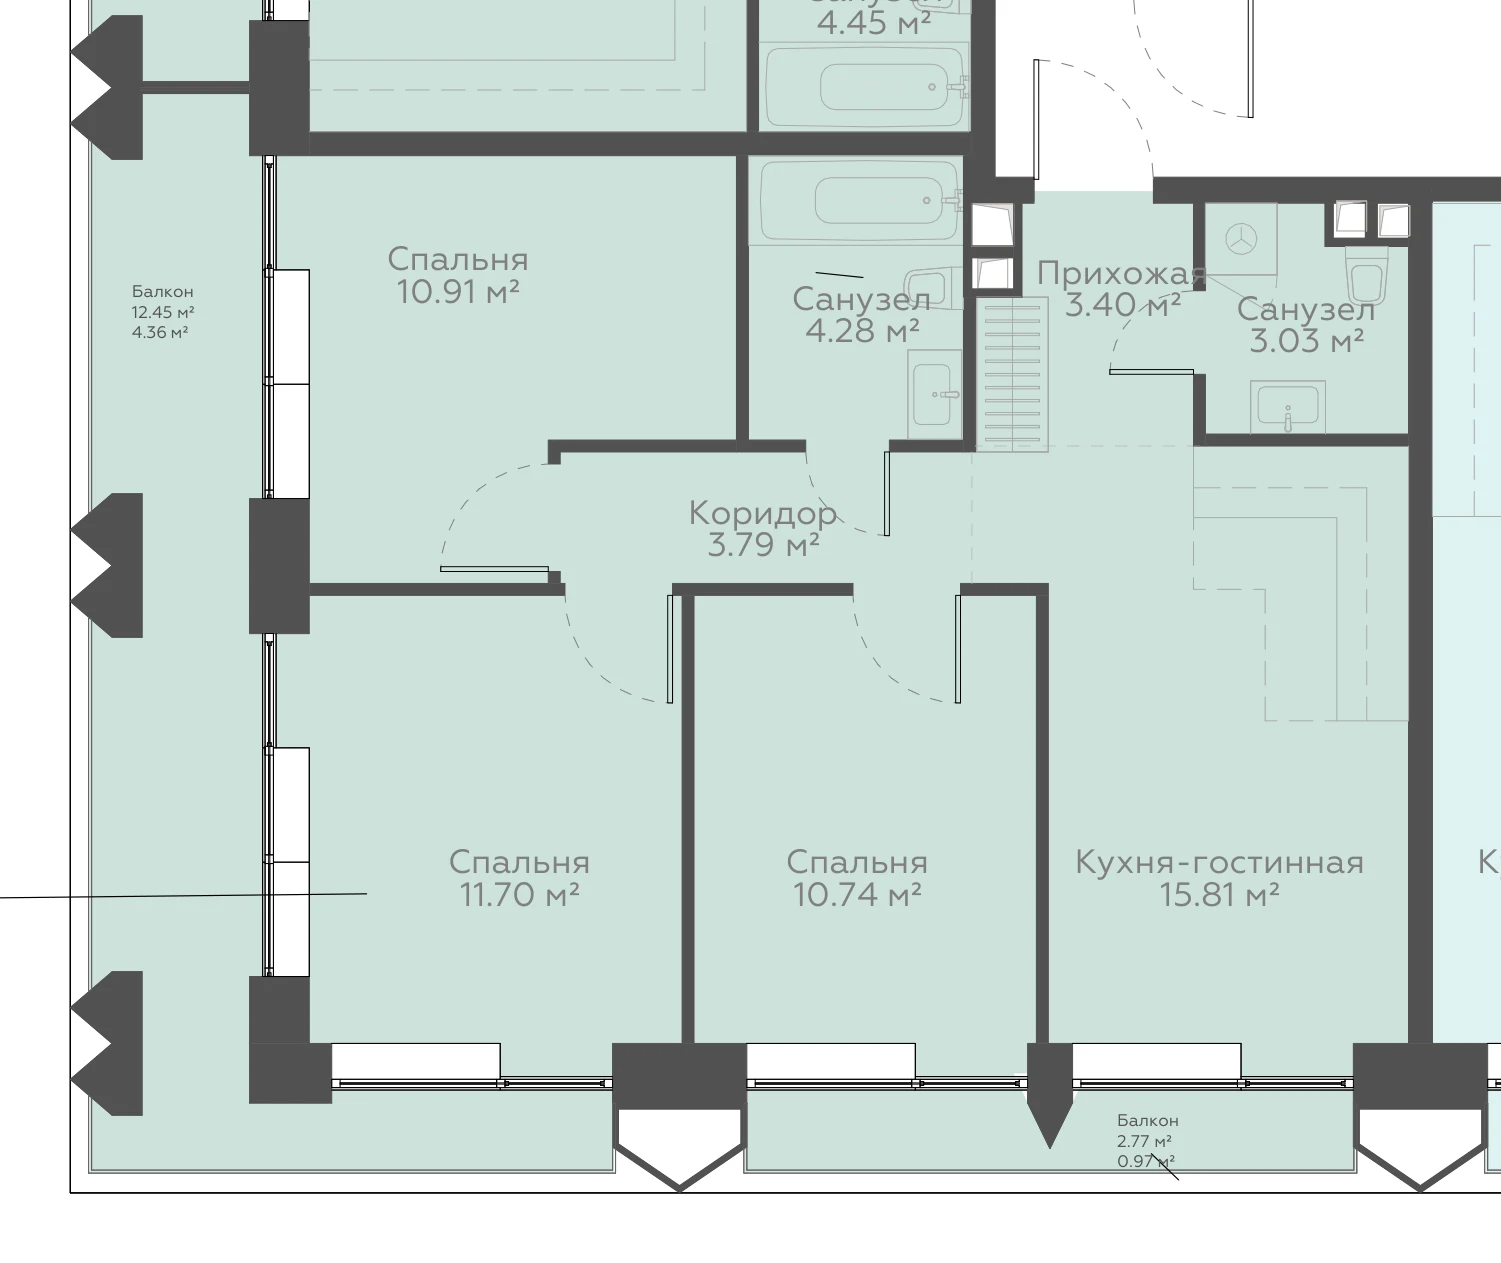 4.45 м²
Спальня
10.91 м²
Балкон
12.45 м²
4.36 м²
Санузел
4.28 м²
Прихожая
3.40 м²
Санузел
3.03 м²
Коридор
3.79 м²
Спальня
11.70 м²
Спальня
10.74 м²
Кухня-гостинная
15.81 м²
Балкон
2.77 м²
0.97 м²